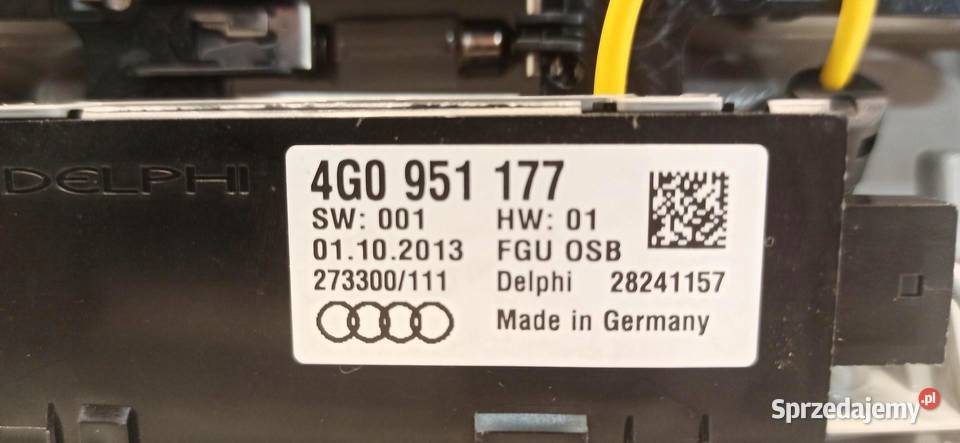 DELPHI
4G0 951 177
SW: 001 HW: 01
01.10.2013 FGU OSB
273300/111 Delphi 28241157
Made in Germany
Sprzedajemy.pl